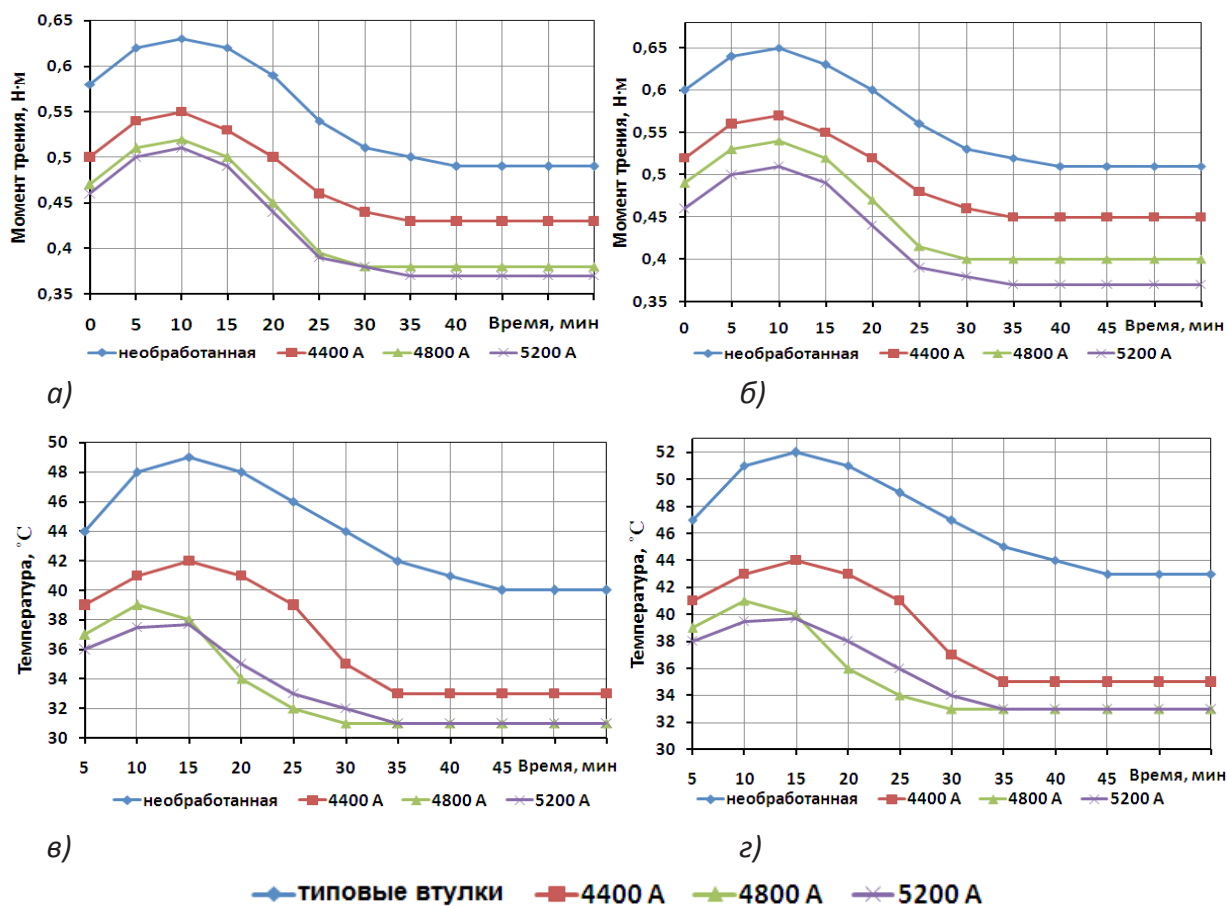 0,65
0,6
0,55
0,5
0,45
0,4
0,35
Момент трения, Н·м
0 5 10 15 20 25 30 35 40 Время, мин
необработанная 4400 А 4800 А 5200 А
а)
0,65
0,6
0,55
0,5
0,45
0,4
0,35
Момент трения, Н·м
0 5 10 15 20 25 30 35 40 45 Время, мин
необработанная 4400 А 4800 А 5200 А
б)
50
48
46
44
42
40
38
36
34
32
30
Температура, °С
5 10 15 20 25 30 35 40 45 Время, мин
необработанная 4400 А 4800 А 5200 А
в)
52
50
48
46
44
42
40
38
36
34
32
30
Температура, °С
5 10 15 20 25 30 35 40 45 Время, мин
необработанная 4400 А 4800 А 5200 А
г)
типовые втулки 4400 А 4800 А 5200 А